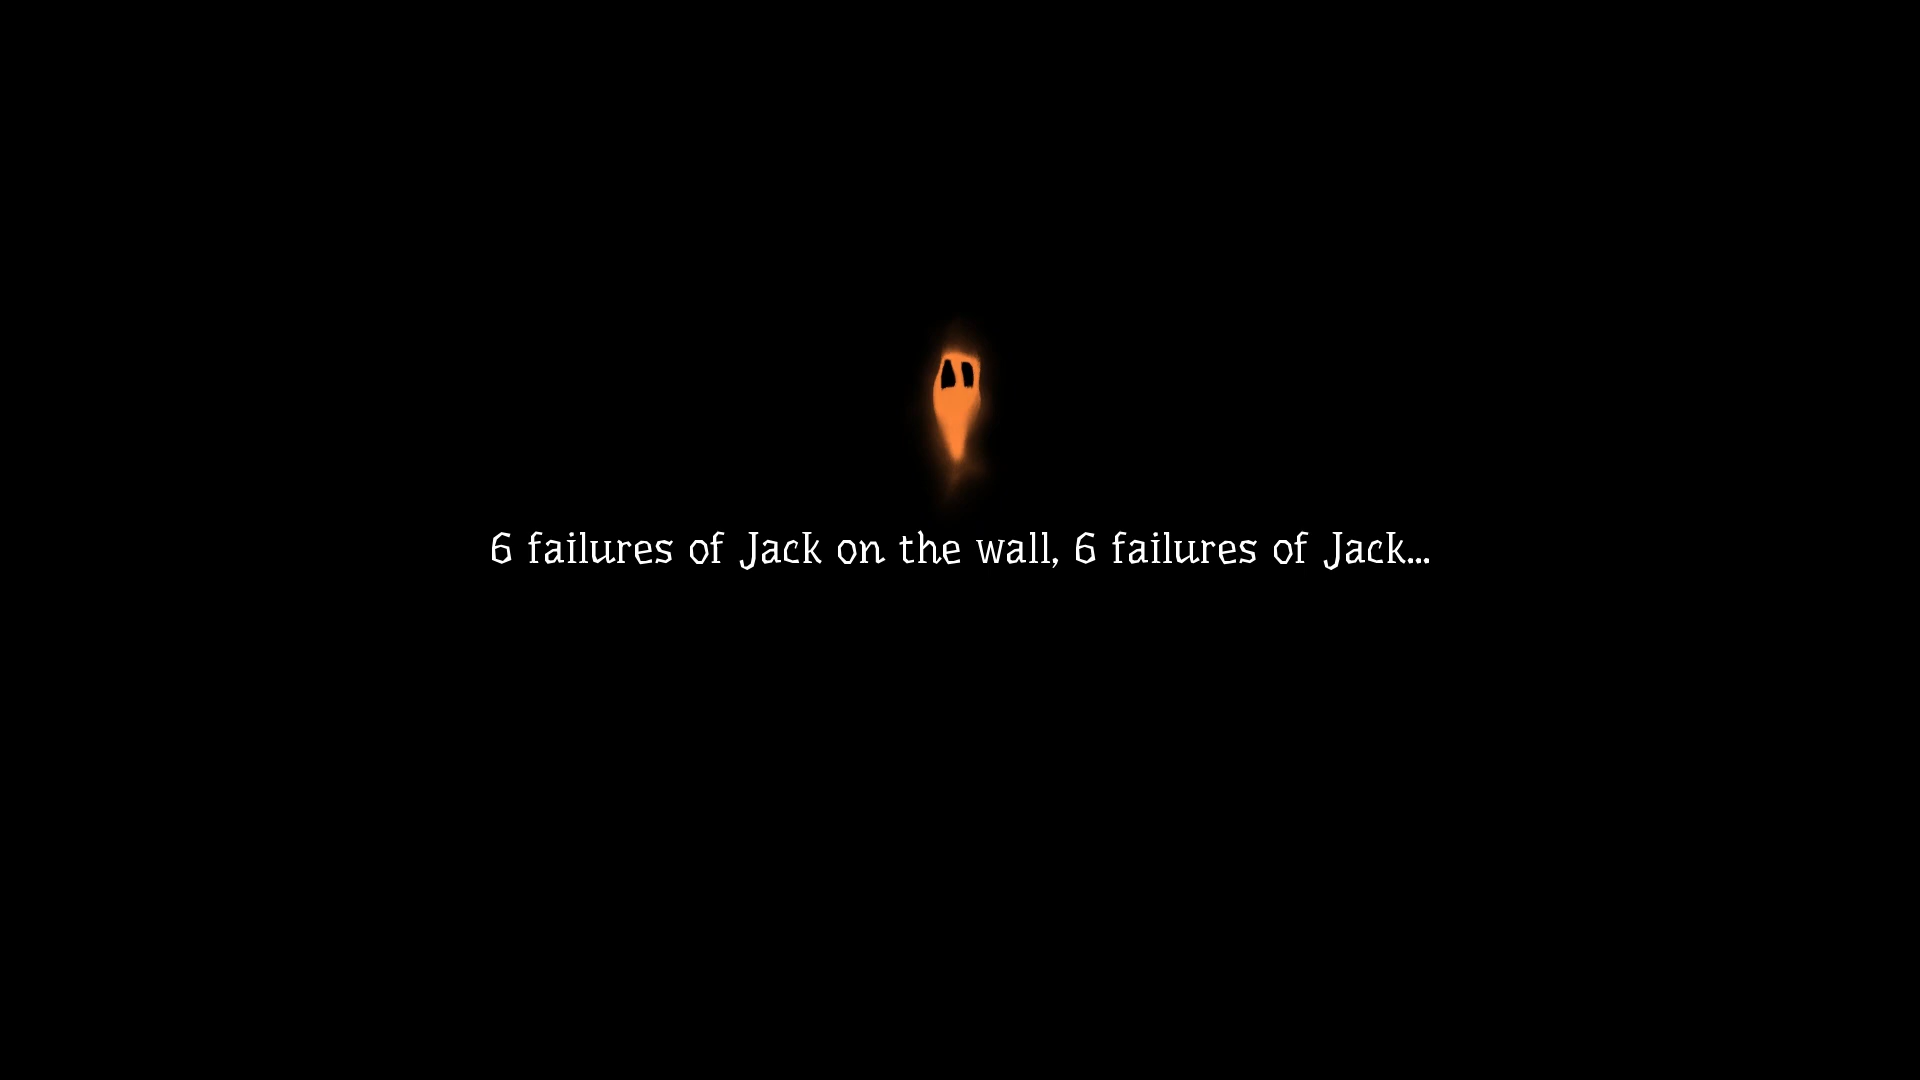 6 failures of Jack on the wall, 6 failures of Jack...